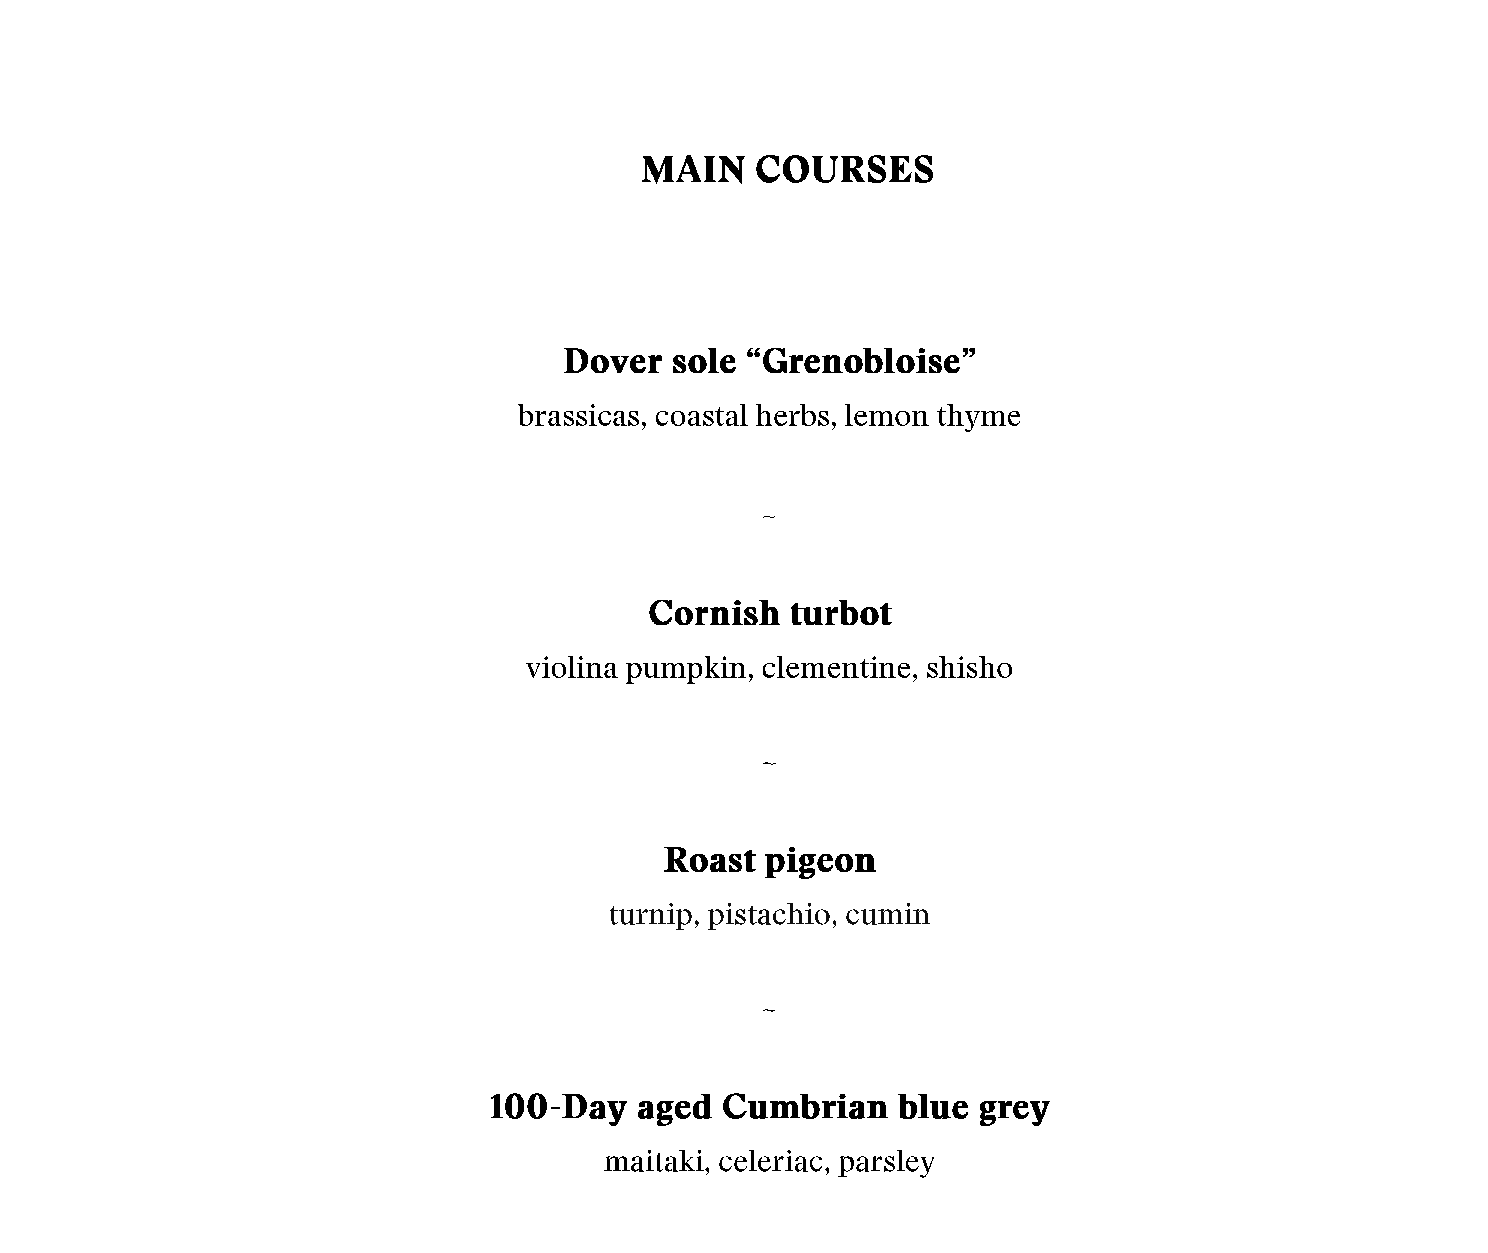 MAIN COURSES
Dover sole “Grenobloise”
brassicas, coastal herbs, lemon thyme
~
Cornish turbot
violina pumpkin, clementine, shisho
~
Roast pigeon
turnip, pistachio, cumin
~
100-Day aged Cumbrian blue grey
maitaki, celeriac, parsley